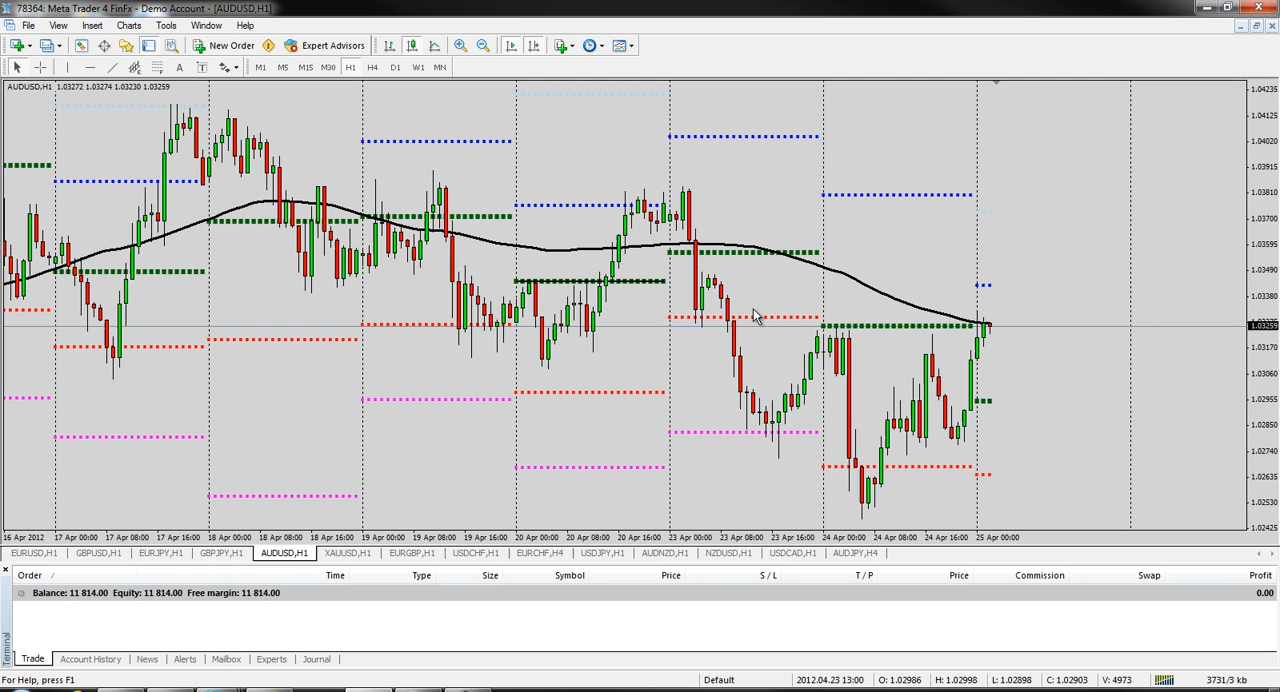 78364: Meta Trader 4 FinFx - Demo Account - [AUDUSD,H1]
File View Insert Charts Tools Window Help
New Order Expert Advisors
A T M1 M5 M15 M30 H1 H4 D1 W1 MN
AUDUSD,H1 1.03272 1.03274 1.03230 1.03259
1.04235
1.04125
1.04020
1.03915
1.03810
1.03700
1.03595
1.03490
1.03380
1.03259
1.03170
1.03060
1.02955
1.02850
1.02740
1.02635
1.02530
1.02425
16 Apr 2012 17 Apr 00:00 17 Apr 08:00 17 Apr 16:00 18 Apr 00:00 18 Apr 08:00 18 Apr 16:00 19 Apr 00:00 19 Apr 08:00 19 Apr 16:00 20 Apr 00:00 20 Apr 08:00 20 Apr 16:00 23 Apr 00:00 23 Apr 08:00 23 Apr 16:00 24 Apr 00:00 24 Apr 08:00 24 Apr 16:00 25 Apr 00:00
EURUSD,H1 GBPUSD,H1 EURJPY,H1 GBPJPY,H1 AUDUSD,H1 XAUUSD,H1 EURGBP,H1 USDCHF,H1 EURCHF,H4 USDJPY,H1 AUDNZD,H1 NZDUSD,H1 USDCAD,H1 AUDJPY,H4
Order / Time Type Size Symbol Price S / L T / P Price Commission Swap Profit
Balance: 11 814.00 Equity: 11 814.00 Free margin: 11 814.00 0.00
Terminal
Trade Account History News Alerts Mailbox Experts Journal
For Help, press F1 Default 2012.04.23 13:00 O: 1.02986 H: 1.02998 L: 1.02898 C: 1.02903 V: 4973 3731/3 kb